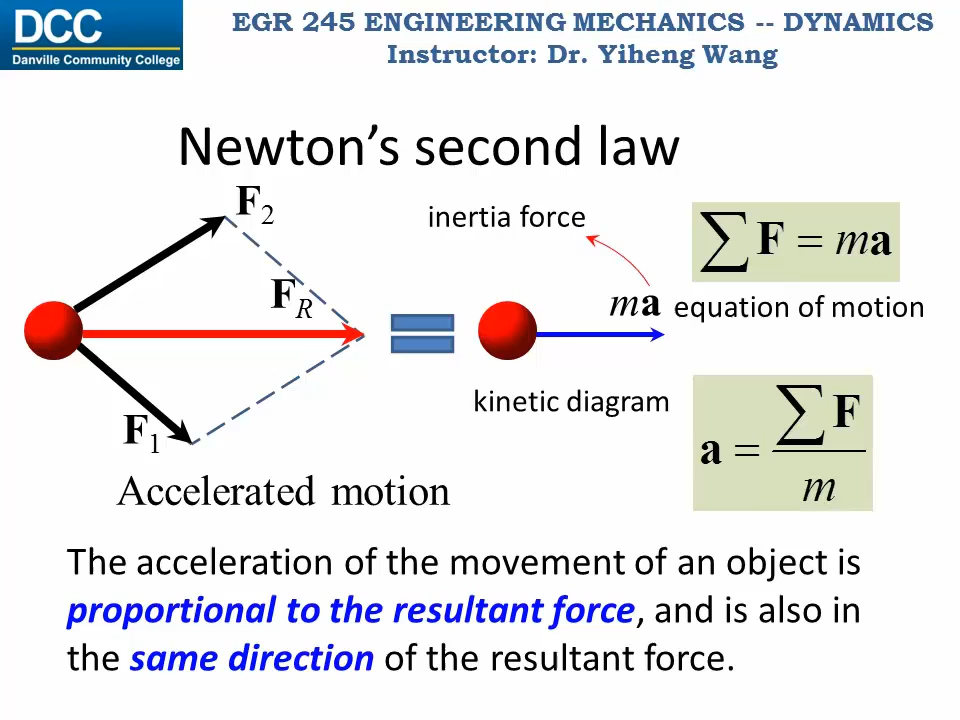 DCC
Danville Community College
EGR 245 ENGINEERING MECHANICS -- DYNAMICS
Instructor: Dr. Yiheng Wang
Newton's second law
F2
inertia force
∑ F = ma
FR
ma
equation of motion
kinetic diagram
F1
a = ∑ F / m
Accelerated motion
The acceleration of the movement of an object is
proportional to the resultant force, and is also in
the same direction of the resultant force.